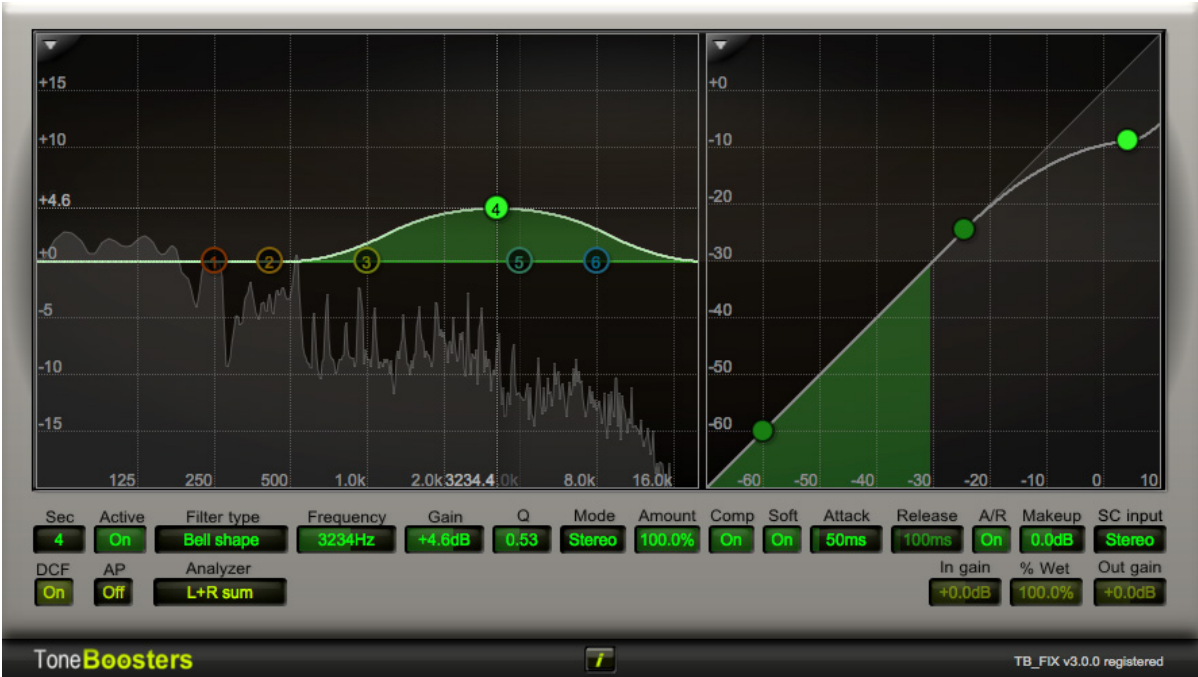 +15
+10
+4.6
+0
-5
-10
-15
1 2 3 4 5 6
125 250 500 1.0k 2.0k 3234.4 .0k 8.0k 16.0k
+0
-10
-20
-30
-40
-50
-60
-60 -50 -40 -30 -20 -10 0 10
Sec Active Filter type Frequency Gain Q Mode Amount Comp Soft Attack Release A/R Makeup SC input
4 On Bell shape 3234Hz +4.6dB 0.53 Stereo 100.0% On On 50ms 100ms On 0.0dB Stereo
DCF AP Analyzer In gain % Wet Out gain
On Off L+R sum +0.0dB 100.0% +0.0dB
ToneBoosters i TB_FIX v3.0.0 registered